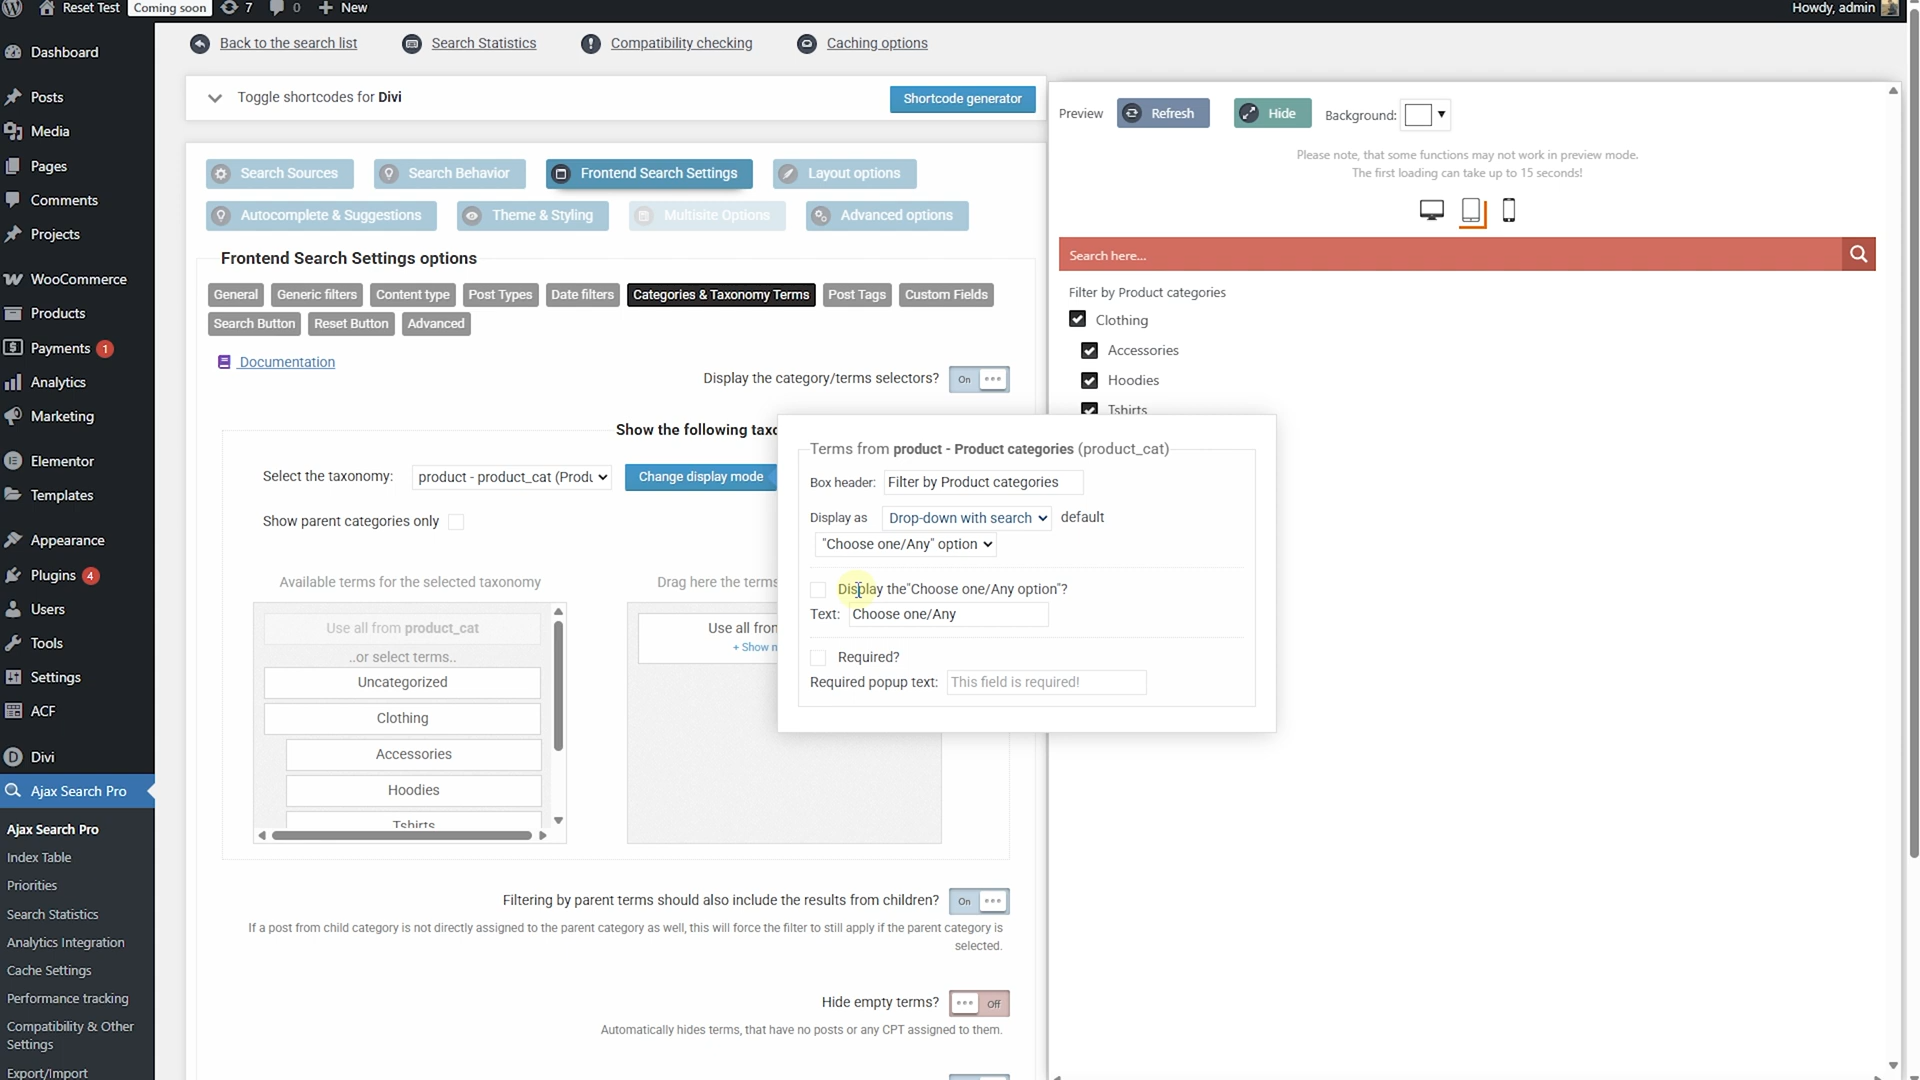 Reset Test
Coming soon
7
0
New
Howdy, admin
Dashboard
Posts
Media
Pages
Comments
Projects
WooCommerce
Products
Payments 1
Analytics
Marketing
Elementor
Templates
Appearance
Plugins 4
Users
Tools
Settings
ACF
Divi
Ajax Search Pro
Ajax Search Pro
Index Table
Priorities
Search Statistics
Analytics Integration
Cache Settings
Performance tracking
Compatibility & Other
Settings
Export/Import
Back to the search list
Search Statistics
Compatibility checking
Caching options
Toggle shortcodes for Divi
Shortcode generator
Search Sources
Search Behavior
Frontend Search Settings
Layout options
Autocomplete & Suggestions
Theme & Styling
Multisite Options
Advanced options
Frontend Search Settings options
General
Generic filters
Content type
Post Types
Date filters
Categories & Taxonomy Terms
Post Tags
Custom Fields
Search Button
Reset Button
Advanced
Documentation
Display the category/terms selectors?
On
Show the following taxo
Select the taxonomy:
product - product_cat (Produ
Change display mode
Show parent categories only
Available terms for the selected taxonomy
Drag here the terms
Use all from product_cat
..or select terms..
Uncategorized
Clothing
Accessories
Hoodies
Tshirts
Use all from
+ Show n
Terms from product - Product categories (product_cat)
Box header:
Filter by Product categories
Display as
Drop-down with search
default
"Choose one/Any" option
Display the"Choose one/Any option"?
Text:
Choose one/Any
Required?
Required popup text:
This field is required!
Filtering by parent terms should also include the results from children?
On
If a post from child category is not directly assigned to the parent category as well, this will force the filter to still apply if the parent category is
selected.
Hide empty terms?
Off
Automatically hides terms, that have no posts or any CPT assigned to them.
Preview
Refresh
Hide
Background:
Please note, that some functions may not work in preview mode.
The first loading can take up to 15 seconds!
Search here...
Filter by Product categories
Clothing
Accessories
Hoodies
Tshirts